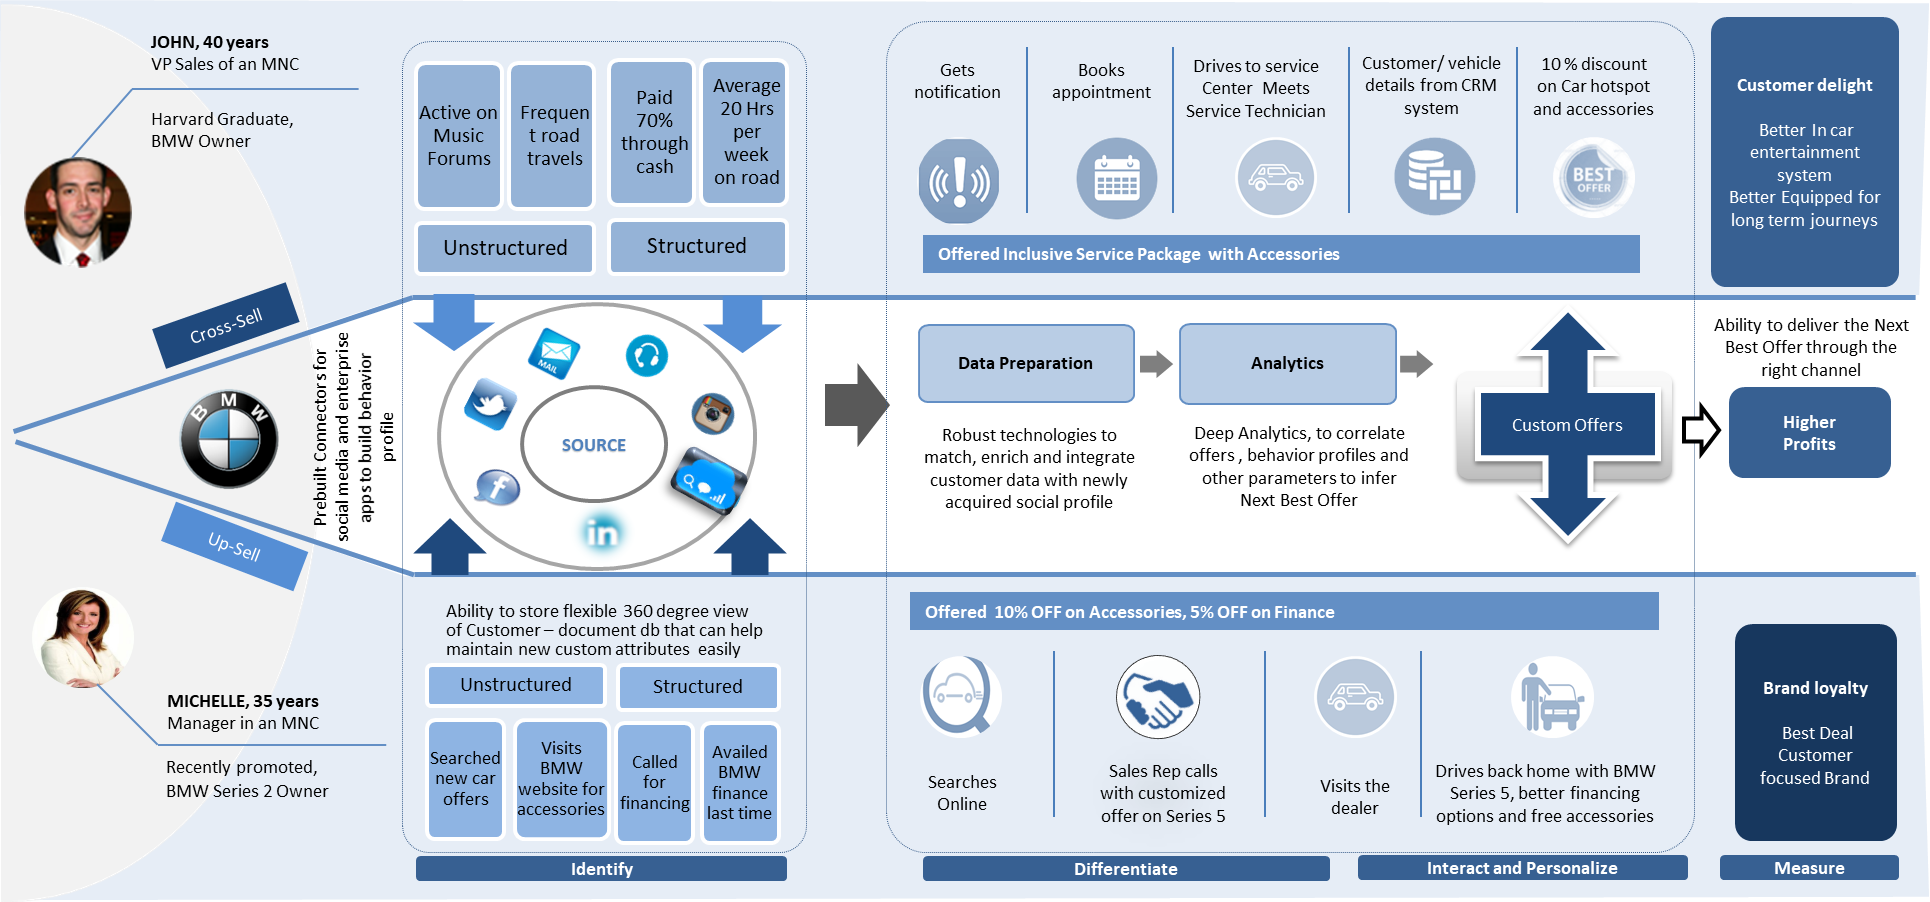 JOHN, 40 years
VP Sales of an MNC
Harvard Graduate,
BMW Owner
Cross-Sell
BMW
Up-Sell
MICHELLE, 35 years
Manager in an MNC
Recently promoted,
BMW Series 2 Owner
Prebuilt Connectors for
social media and enterprise
apps to build behavior
profile
Active on
Music
Forums
Frequen
t road
travels
Paid
70%
through
cash
Average
20 Hrs
per
week
on road
Unstructured
Structured
MAIL
SOURCE
f
in
Ability to store flexible 360 degree view
of Customer – document db that can help
maintain new custom attributes easily
Unstructured
Structured
Searched
new car
offers
Visits
BMW
website for
accessories
Called
for
financing
Availed
BMW
finance
last time
Identify
Gets
notification
Books
appointment
Drives to service
Center Meets
Service Technician
Customer/ vehicle
details from CRM
system
10 % discount
on Car hotspot
and accessories
BEST
OFFER
Offered Inclusive Service Package with Accessories
Data Preparation
Robust technologies to
match, enrich and integrate
customer data with newly
acquired social profile
Analytics
Deep Analytics, to correlate
offers , behavior profiles and
other parameters to infer
Next Best Offer
Custom Offers
Offered 10% OFF on Accessories, 5% OFF on Finance
Searches
Online
Sales Rep calls
with customized
offer on Series 5
Visits the
dealer
Drives back home with BMW
Series 5, better financing
options and free accessories
Differentiate
Interact and Personalize
Customer delight
Better In car
entertainment
system
Better Equipped for
long term journeys
Ability to deliver the Next
Best Offer through the
right channel
Higher
Profits
Brand loyalty
Best Deal
Customer
focused Brand
Measure